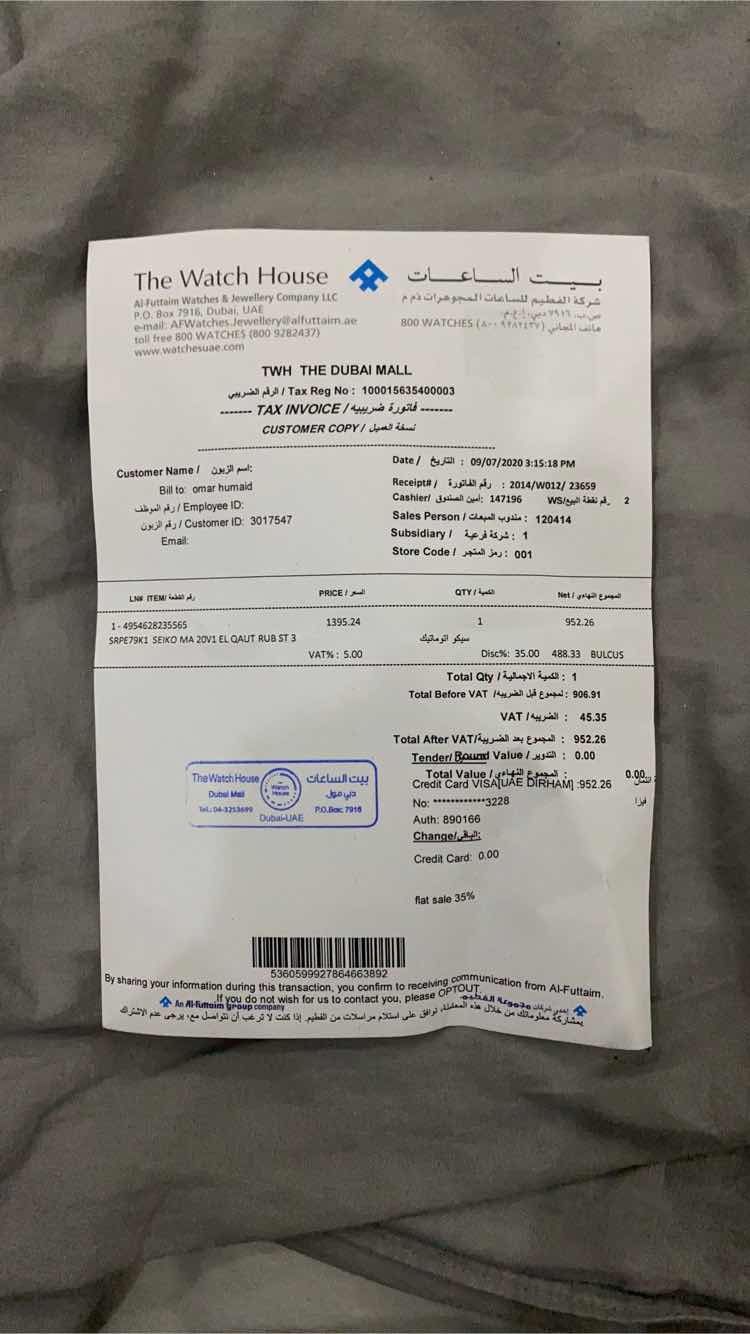 The Watch House
بيت الساعات
Al-Futtaim Watches & Jewellery Company LLC
P.O. Box 7916, Dubai, UAE
e-mail: AFWatches.Jewellery@alfuttaim.ae
toll free 800 WATCHES (800 9282437)
www.watchesuae.com
شركة الفطيم للساعات المجوهرات ذ م م
ص.ب. ٧٩١٦ دبي، إ.ع.م.
هاتف المجاني 800 WATCHES (٨٠٠ ٩٢٨٢٤٣٧)
TWH THE DUBAI MALL
الرقم الضريبي / Tax Reg No : 100015635400003
------- TAX INVOICE / فاتورة ضريبيه -------
CUSTOMER COPY / نسخة العميل
Customer Name / اسم الزبون:
Bill to: omar humaid
رقم الموظف / Employee ID:
رقم الزبون / Customer ID: 3017547
Email:
Date / التاريخ : 09/07/2020 3:15:18 PM
Receipt# / رقم الفاتورة : 2014/W012/ 23659
Cashier/ أمين الصندوق: 147196 WS/رقم نقطة البيع 2
Sales Person / مندوب المبعات : 120414
Subsidiary / شركة فرعية : 1
Store Code / رمز المتجر : 001
LN# ITEM/ رقم القطعة PRICE / السعر QTY / الكمية Net / المجموع النهاءي
1 - 4954628235565 1395.24 1 952.26
SRPE79K1 SEIKO MA 20V1 EL QAUT RUB ST 3 سيكو اتوماتيك
VAT% : 5.00 Disc%: 35.00 488.33 BULCUS
Total Qty / الكمية الاجمالية : 1
Total Before VAT /لمجموع قبل الضريبه : 906.91
VAT /الضريبه : 45.35
Total After VAT/المجموع بعد الضريبة : 952.26
Tender/
Round Value / التدوير : 0.00
Total Value / المجموع النهاءي : 0.00
Credit Card VISA[UAE DIRHAM] :952.26
No: ************3228 فيزا
Auth: 890166
Change/الباقي:
Credit Card: 0.00
flat sale 35%
The Watch House
Dubai Mall
Tel.: 04-3253699
Watch House
بيت الساعات
دبي مول
P.O.Box: 7916
Dubai-UAE
5360599927864663892
By sharing your information during this transaction, you confirm to receiving communication from Al-Futtaim.
If you do not wish for us to contact you, please OPTOUT.
An Al-Futtaim group company
إحدى شركات مجموعة الفطيم
بمشاركة معلوماتك من خلال هذه المعاملة، توافق على استلام مراسلات من الفطيم. إذا كنت لا ترغب أن نتواصل مع، يرجى عدم الاشتراك